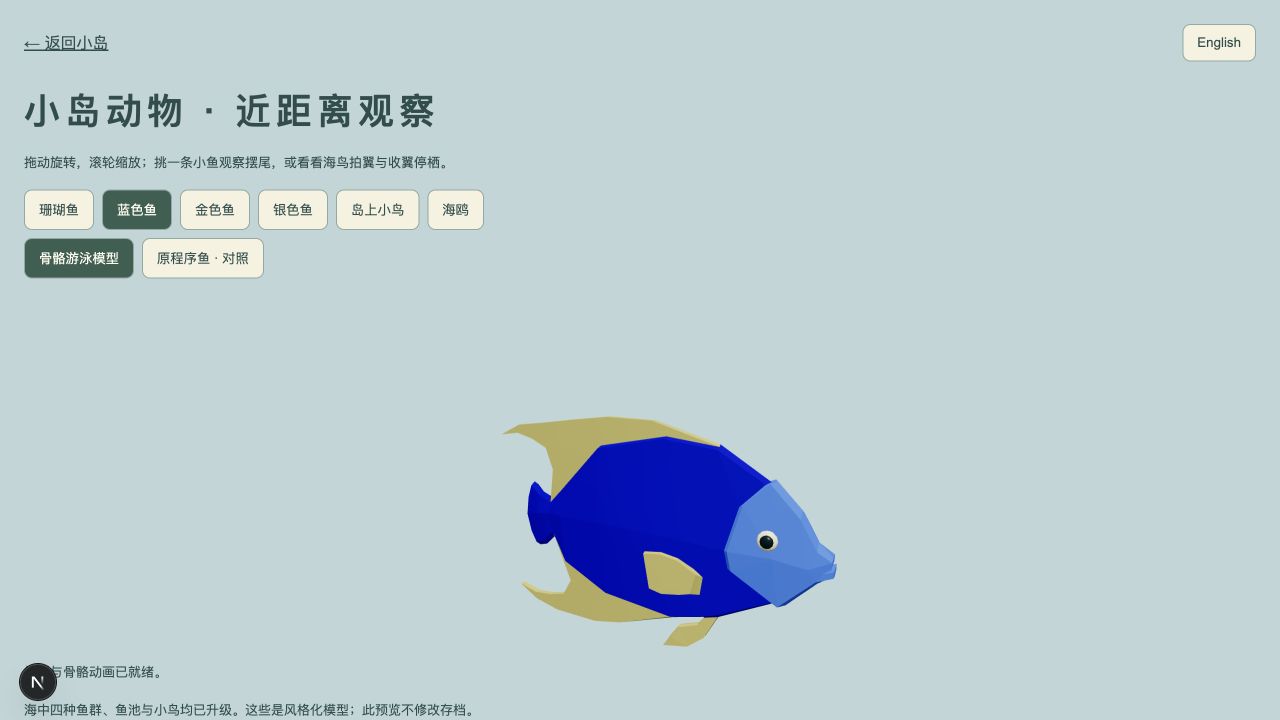 ← 返回小岛
English
小岛动物 · 近距离观察
拖动旋转，滚轮缩放；挑一条小鱼观察摆尾，或看看海鸟拍翼与收翼停栖。
珊瑚鱼 蓝色鱼 金色鱼 银色鱼 岛上小鸟 海鸥
骨骼游泳模型 原程序鱼 · 对照
与骨骼动画已就绪。
N
海中四种鱼群、鱼池与小鸟均已升级。这些是风格化模型；此预览不修改存档。